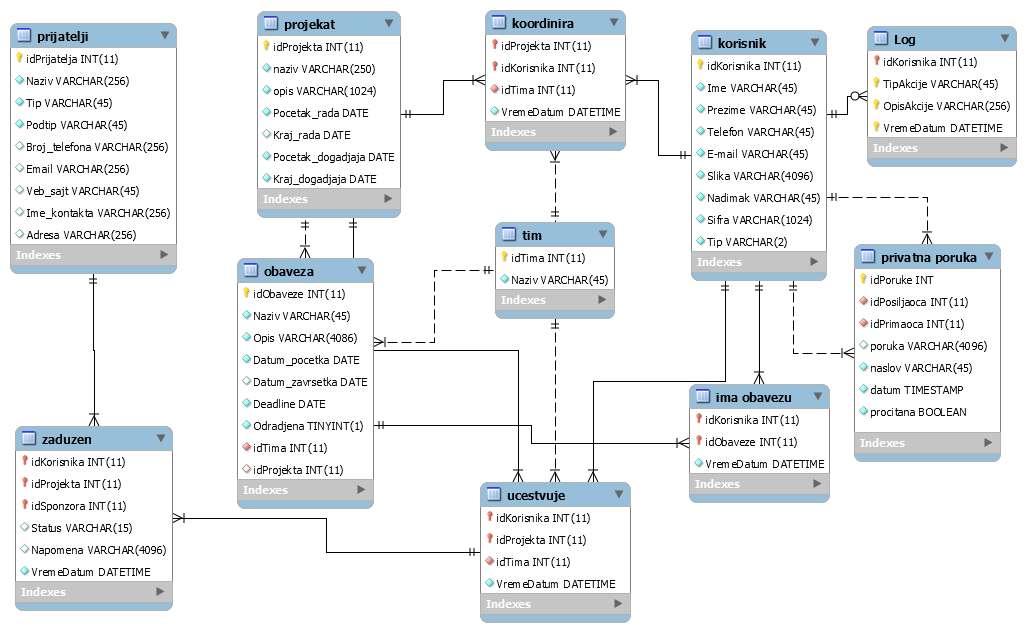 prijatelji
idPrijatelja INT(11)
Naziv VARCHAR(256)
Tip VARCHAR(45)
Podtip VARCHAR(45)
Broj_telefona VARCHAR(256)
Email VARCHAR(256)
Veb_sajt VARCHAR(45)
Ime_kontakta VARCHAR(256)
Adresa VARCHAR(256)
Indexes
projekat
idProjekta INT(11)
naziv VARCHAR(250)
opis VARCHAR(1024)
Pocetak_rada DATE
Kraj_rada DATE
Pocetak_dogadjaja DATE
Kraj_dogadjaja DATE
Indexes
koordinira
idProjekta INT(11)
idKorisnika INT(11)
idTima INT(11)
VremeDatum DATETIME
Indexes
korisnik
idKorisnika INT(11)
Ime VARCHAR(45)
Prezime VARCHAR(45)
Telefon VARCHAR(45)
E-mail VARCHAR(45)
Slika VARCHAR(4096)
Nadimak VARCHAR(45)
Sifra VARCHAR(1024)
Tip VARCHAR(2)
Indexes
Log
idKorisnika INT(11)
TipAkcije VARCHAR(45)
OpisAkcije VARCHAR(256)
VremeDatum DATETIME
Indexes
tim
idTima INT(11)
Naziv VARCHAR(45)
Indexes
obaveza
idObaveze INT(11)
Naziv VARCHAR(45)
Opis VARCHAR(4086)
Datum_pocetka DATE
Datum_zavrsetka DATE
Deadline DATE
Odradjena TINYINT(1)
idTima INT(11)
idProjekta INT(11)
Indexes
privatna poruka
idPoruke INT
idPosiljaoca INT(11)
idPrimaoca INT(11)
poruka VARCHAR(4096)
naslov VARCHAR(45)
datum TIMESTAMP
procitana BOOLEAN
Indexes
ima obavezu
idKorisnika INT(11)
idObaveze INT(11)
VremeDatum DATETIME
Indexes
zaduzen
idKorisnika INT(11)
idProjekta INT(11)
idSponzora INT(11)
Status VARCHAR(15)
Napomena VARCHAR(4096)
VremeDatum DATETIME
Indexes
ucestvuje
idKorisnika INT(11)
idProjekta INT(11)
idTima INT(11)
VremeDatum DATETIME
Indexes